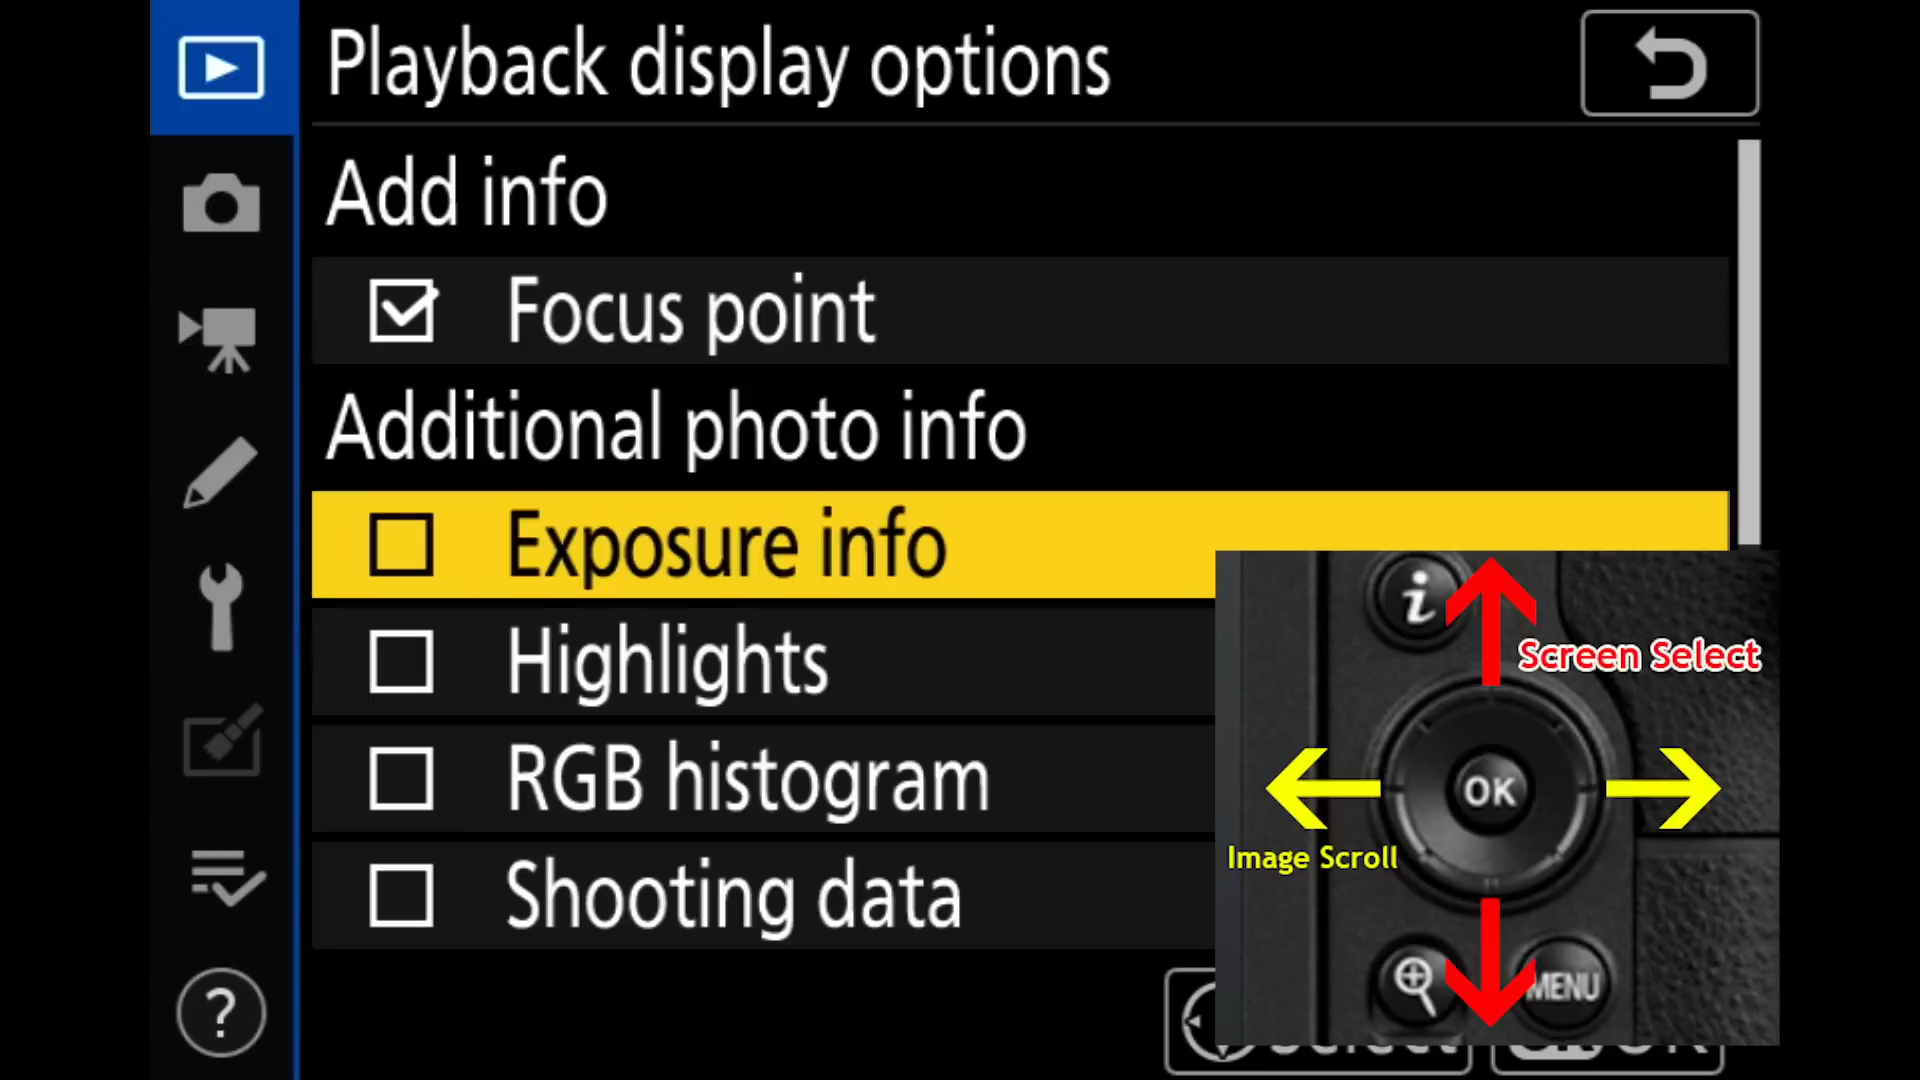 Playback display options
Add info
Focus point
Additional photo info
Exposure info
Highlights
RGB histogram
Shooting data
?
i
Screen Select
OK
Image Scroll
MENU